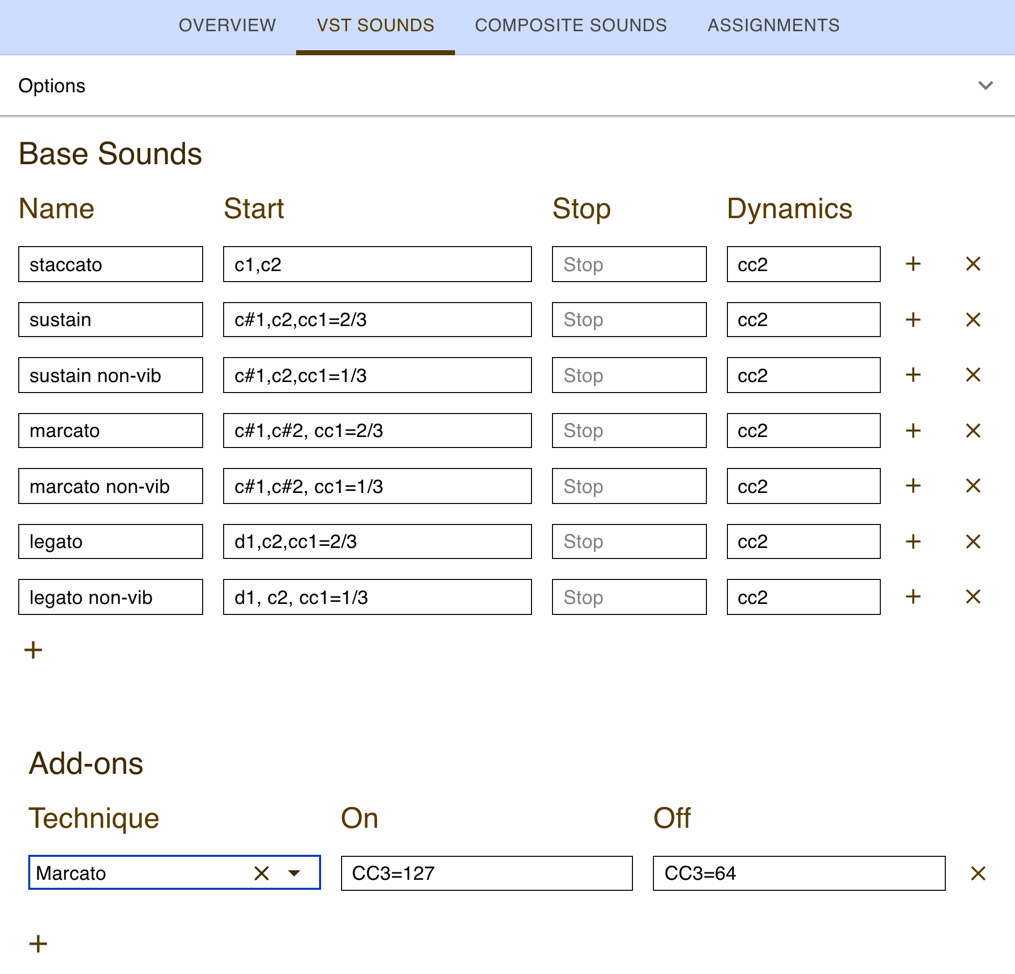 OVERVIEW VST SOUNDS COMPOSITE SOUNDS ASSIGNMENTS
Options
Base Sounds
Name Start Stop Dynamics
staccato c1,c2 Stop cc2
sustain c#1,c2,cc1=2/3 Stop cc2
sustain non-vib c#1,c2,cc1=1/3 Stop cc2
marcato c#1,c#2, cc1=2/3 Stop cc2
marcato non-vib c#1,c#2, cc1=1/3 Stop cc2
legato d1,c2,cc1=2/3 Stop cc2
legato non-vib d1, c2, cc1=1/3 Stop cc2
Add-ons
Technique On Off
Marcato CC3=127 CC3=64